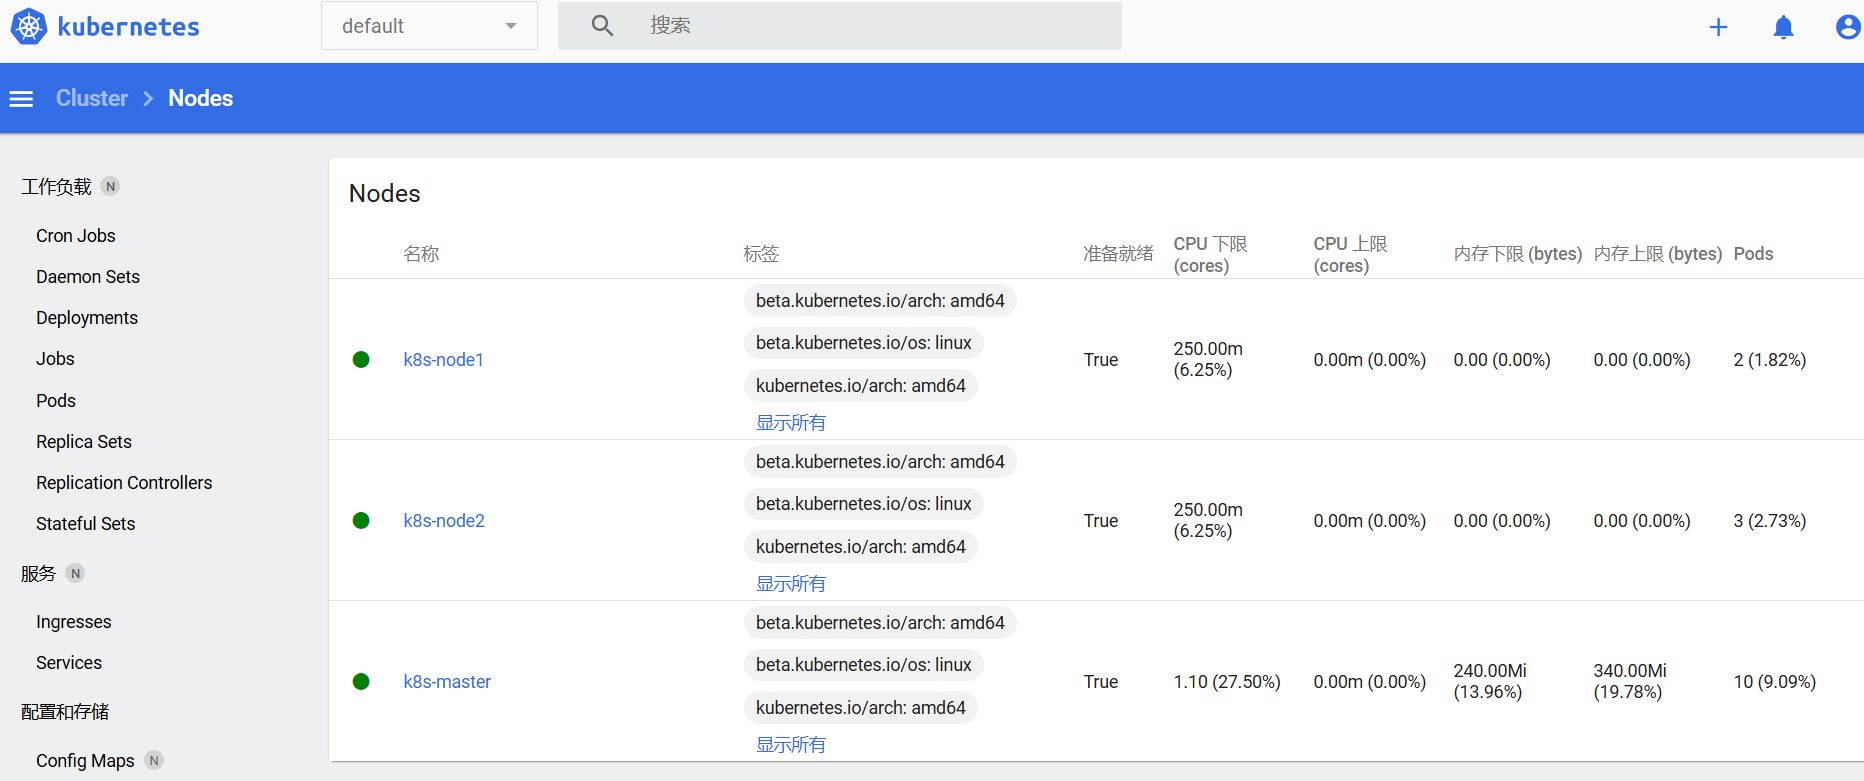 kubernetes
default
搜索
Cluster
Nodes
工作负载 N
Cron Jobs
Daemon Sets
Deployments
Jobs
Pods
Replica Sets
Replication Controllers
Stateful Sets
服务 N
Ingresses
Services
配置和存储
Config Maps N
Nodes
名称
标签
准备就绪
CPU 下限
(cores)
CPU 上限
(cores)
内存下限 (bytes)
内存上限 (bytes)
Pods
k8s-node1
beta.kubernetes.io/arch: amd64
beta.kubernetes.io/os: linux
kubernetes.io/arch: amd64
显示所有
True
250.00m
(6.25%)
0.00m (0.00%)
0.00 (0.00%)
0.00 (0.00%)
2 (1.82%)
k8s-node2
beta.kubernetes.io/arch: amd64
beta.kubernetes.io/os: linux
kubernetes.io/arch: amd64
显示所有
True
250.00m
(6.25%)
0.00m (0.00%)
0.00 (0.00%)
0.00 (0.00%)
3 (2.73%)
k8s-master
beta.kubernetes.io/arch: amd64
beta.kubernetes.io/os: linux
kubernetes.io/arch: amd64
显示所有
True
1.10 (27.50%)
0.00m (0.00%)
240.00Mi
(13.96%)
340.00Mi
(19.78%)
10 (9.09%)